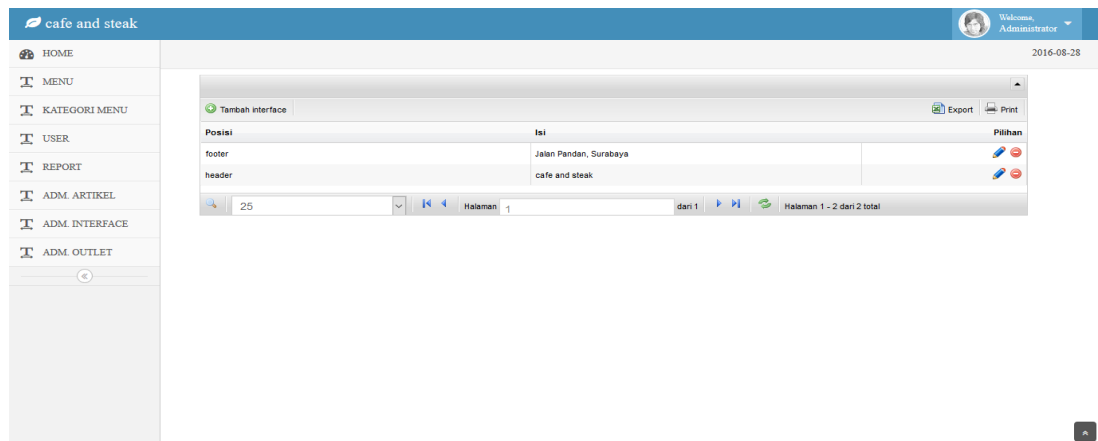 cafe and steak
Welcome,
Administrator
HOME
2016-08-28
MENU
KATEGORI MENU
USER
REPORT
ADM. ARTIKEL
ADM. INTERFACE
ADM. OUTLET
Tambah interface Export Print
Posisi Isi Pilihan
footer Jalan Pandan, Surabaya
header cafe and steak
25 Halaman 1 dari 1 Halaman 1 - 2 dari 2 total